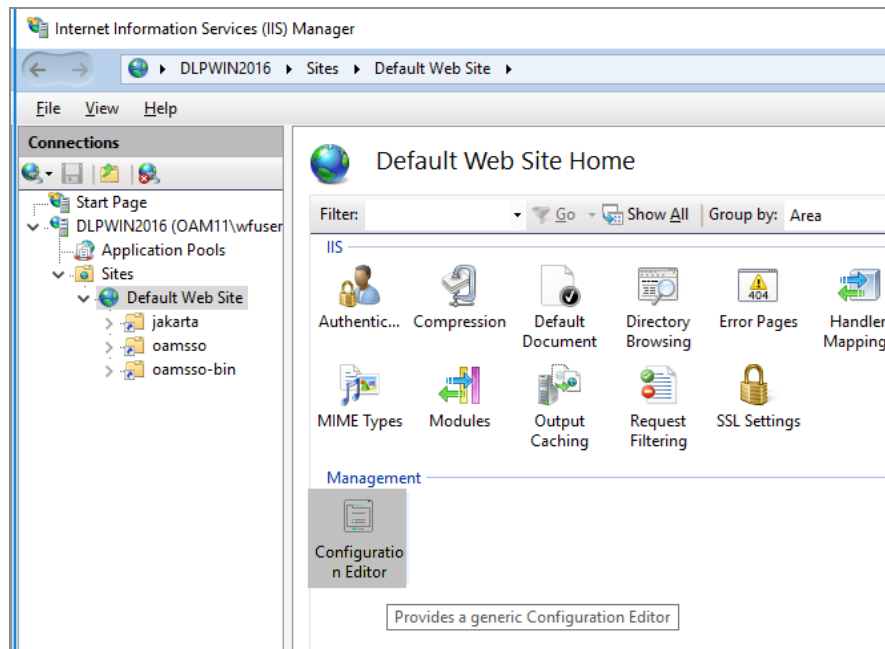 Internet Information Services (IIS) Manager
DLPWIN2016 Sites Default Web Site
File View Help
Connections
Start Page
DLPWIN2016 (OAM11\wfuser
Application Pools
Sites
Default Web Site
jakarta
oamsso
oamsso-bin
Default Web Site Home
Filter: Go Show All Group by: Area
IIS
Authentic... Compression Default Directory Error Pages Handler
Document Browsing 404 Mapping
MIME Types Modules Output Request SSL Settings
Caching Filtering
Management
Configuratio
n Editor
Provides a generic Configuration Editor